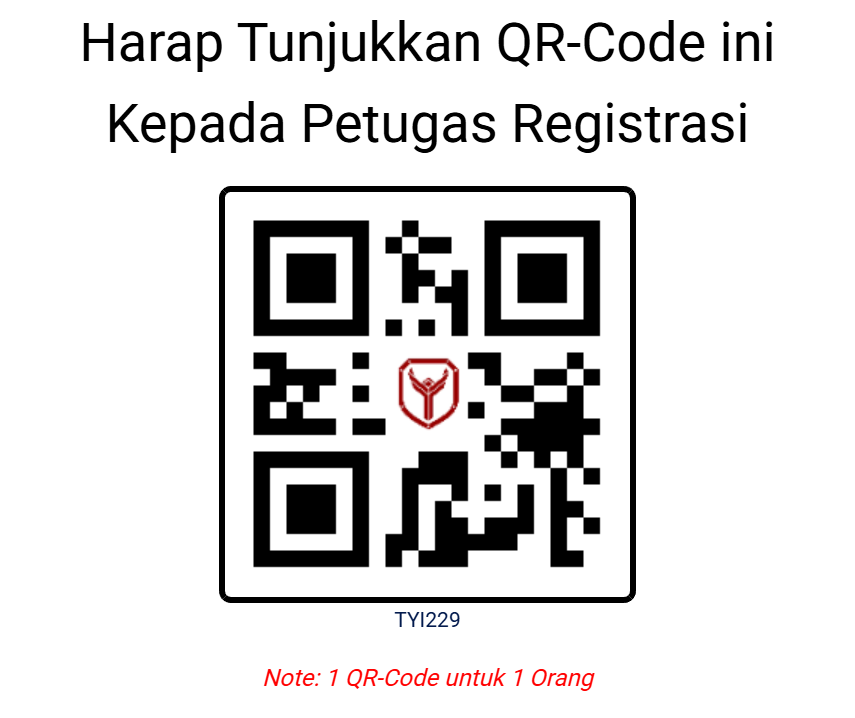 Harap Tunjukkan QR-Code ini
Kepada Petugas Registrasi
TYI229
Note: 1 QR-Code untuk 1 Orang